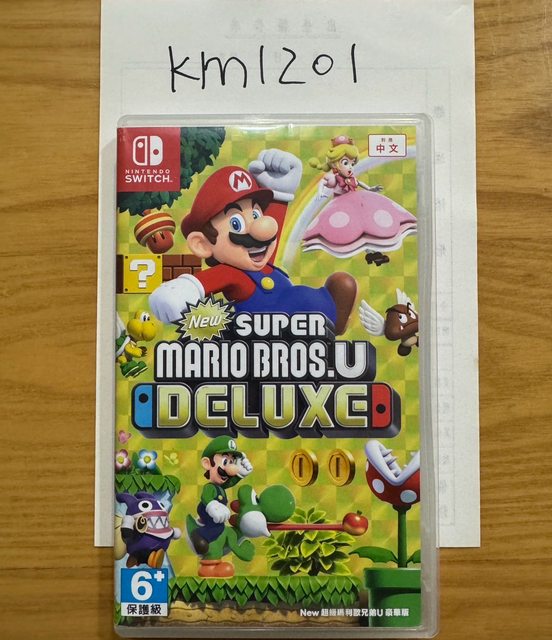 km1201
NINTENDO
SWITCH™
對應
中文
?
M
New
SUPER
MARIO BROS.U
DELUXE
6+
保護級
New 超級瑪利歐兄弟U 豪華版